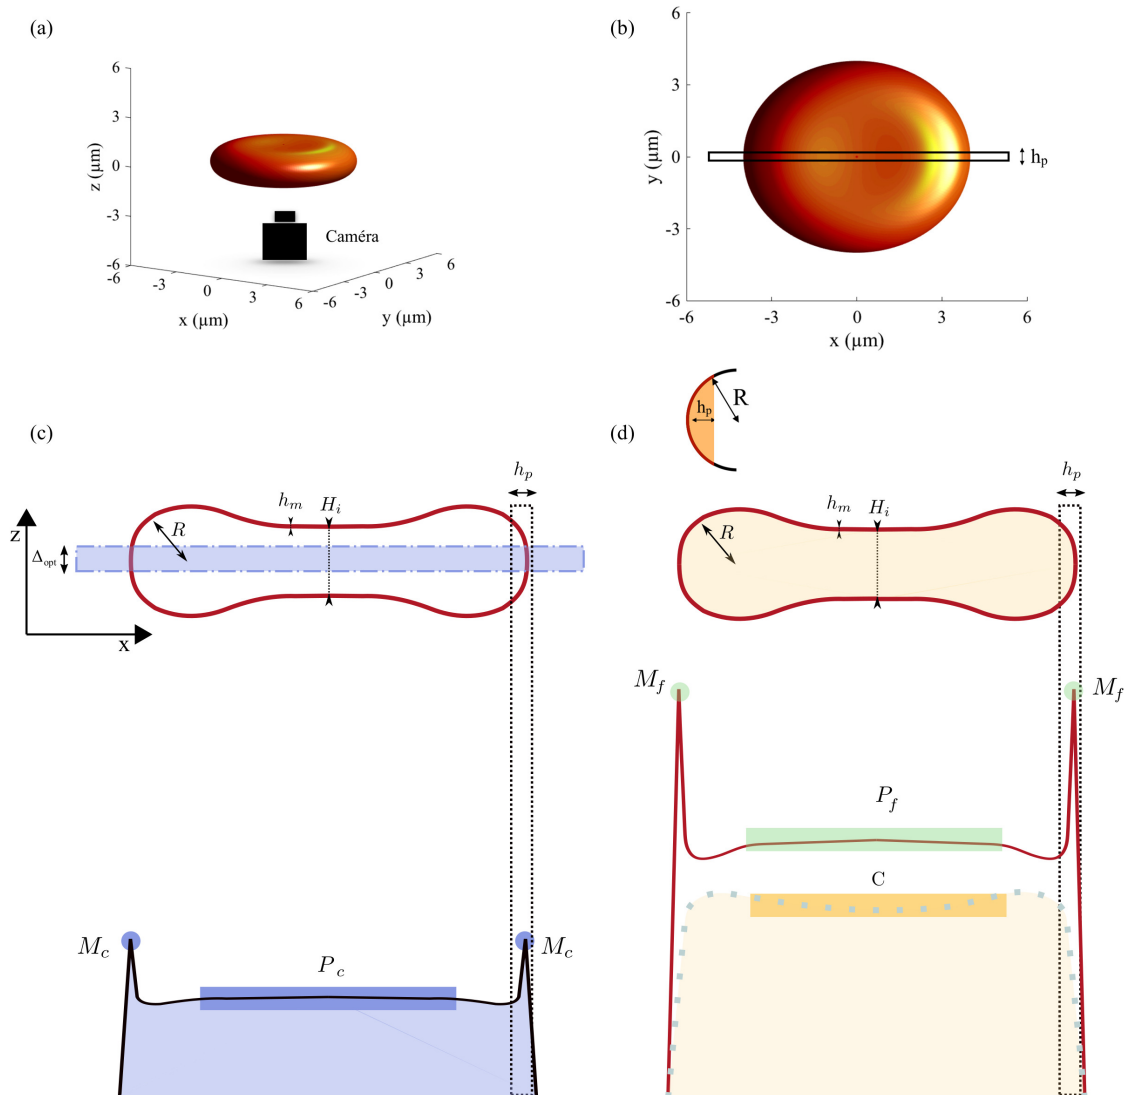 (a)
6
3
0
-3
-6
z (µm)
Caméra
-6
-3
0
3
6
x (µm)
-6
-3
0
3
6
y (µm)
(b)
6
3
0
-3
-6
y (µm)
h_p
-6
-3
0
3
6
x (µm)
(c)
h_p
h_m
H_i
R
Z
Δ_opt
x
M_c
P_c
M_c
(d)
h_p
R
h_p
h_m
H_i
R
M_f
M_f
P_f
C